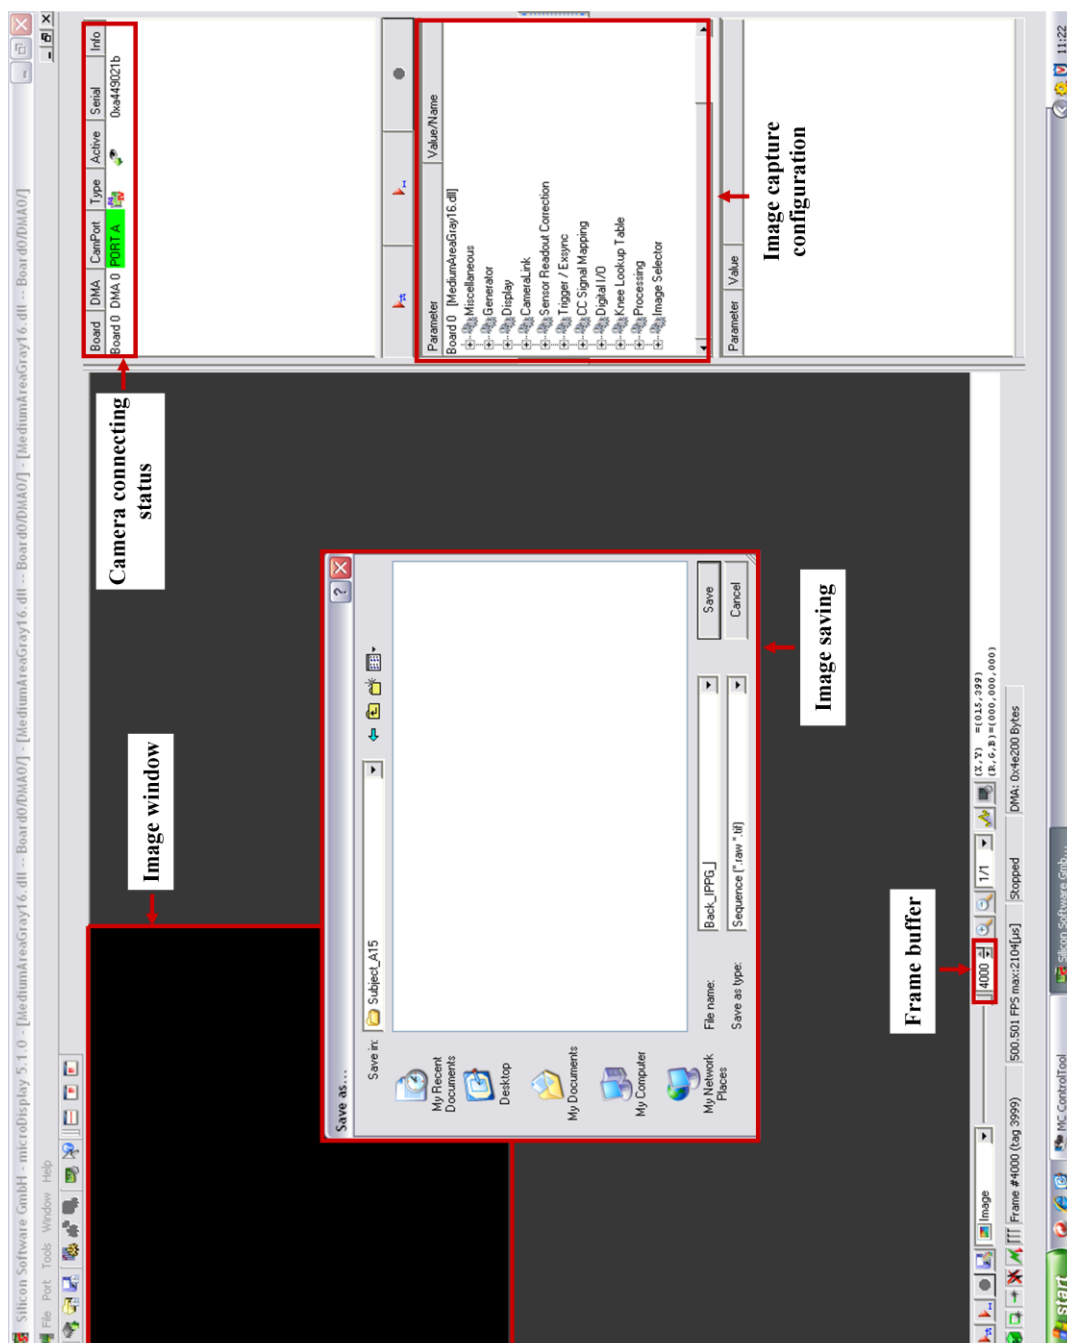 Silicon Software GmbH - microDisplay 5.1.0 - [MediumAreaGray16.dll -- Board0/DMA0/] - [MediumAreaGray16.dll -- Board0/DMA0/] - [MediumAreaGray16.dll -- Board0/DMA0/]
File Port Tools Window Help
Board DMA CamPort Type Active Serial Info
Board 0 DMA 0 PORT A 0xa449021b
Camera connecting
status
Image window
Save as...
Save in: Subject_A15
My Recent
Documents
Desktop
My Documents
My Computer
My Network
Places
File name: Back_IPPG_
Save
Save as type: Sequence (*.raw *.tif)
Cancel
Image saving
Parameter Value/Name
Board 0 [MediumAreaGray16.dll]
Miscellaneous
Generator
Display
CameraLink
Sensor Readout Correction
Trigger / Exsync
CC Signal Mapping
Digital I/O
Knee Lookup Table
Processing
Image Selector
Image capture
configuration
Parameter Value
Frame buffer
Image 4000 1/1
(X,Y) =(015,399)
(R,G,B)=(000,000,000)
Frame #4000 (tag 3999) 500.501 FPS max:2104[µs] Stopped DMA: 0x4e200 Bytes
start MC-ControlTool Silicon Software Gmb... 11:22